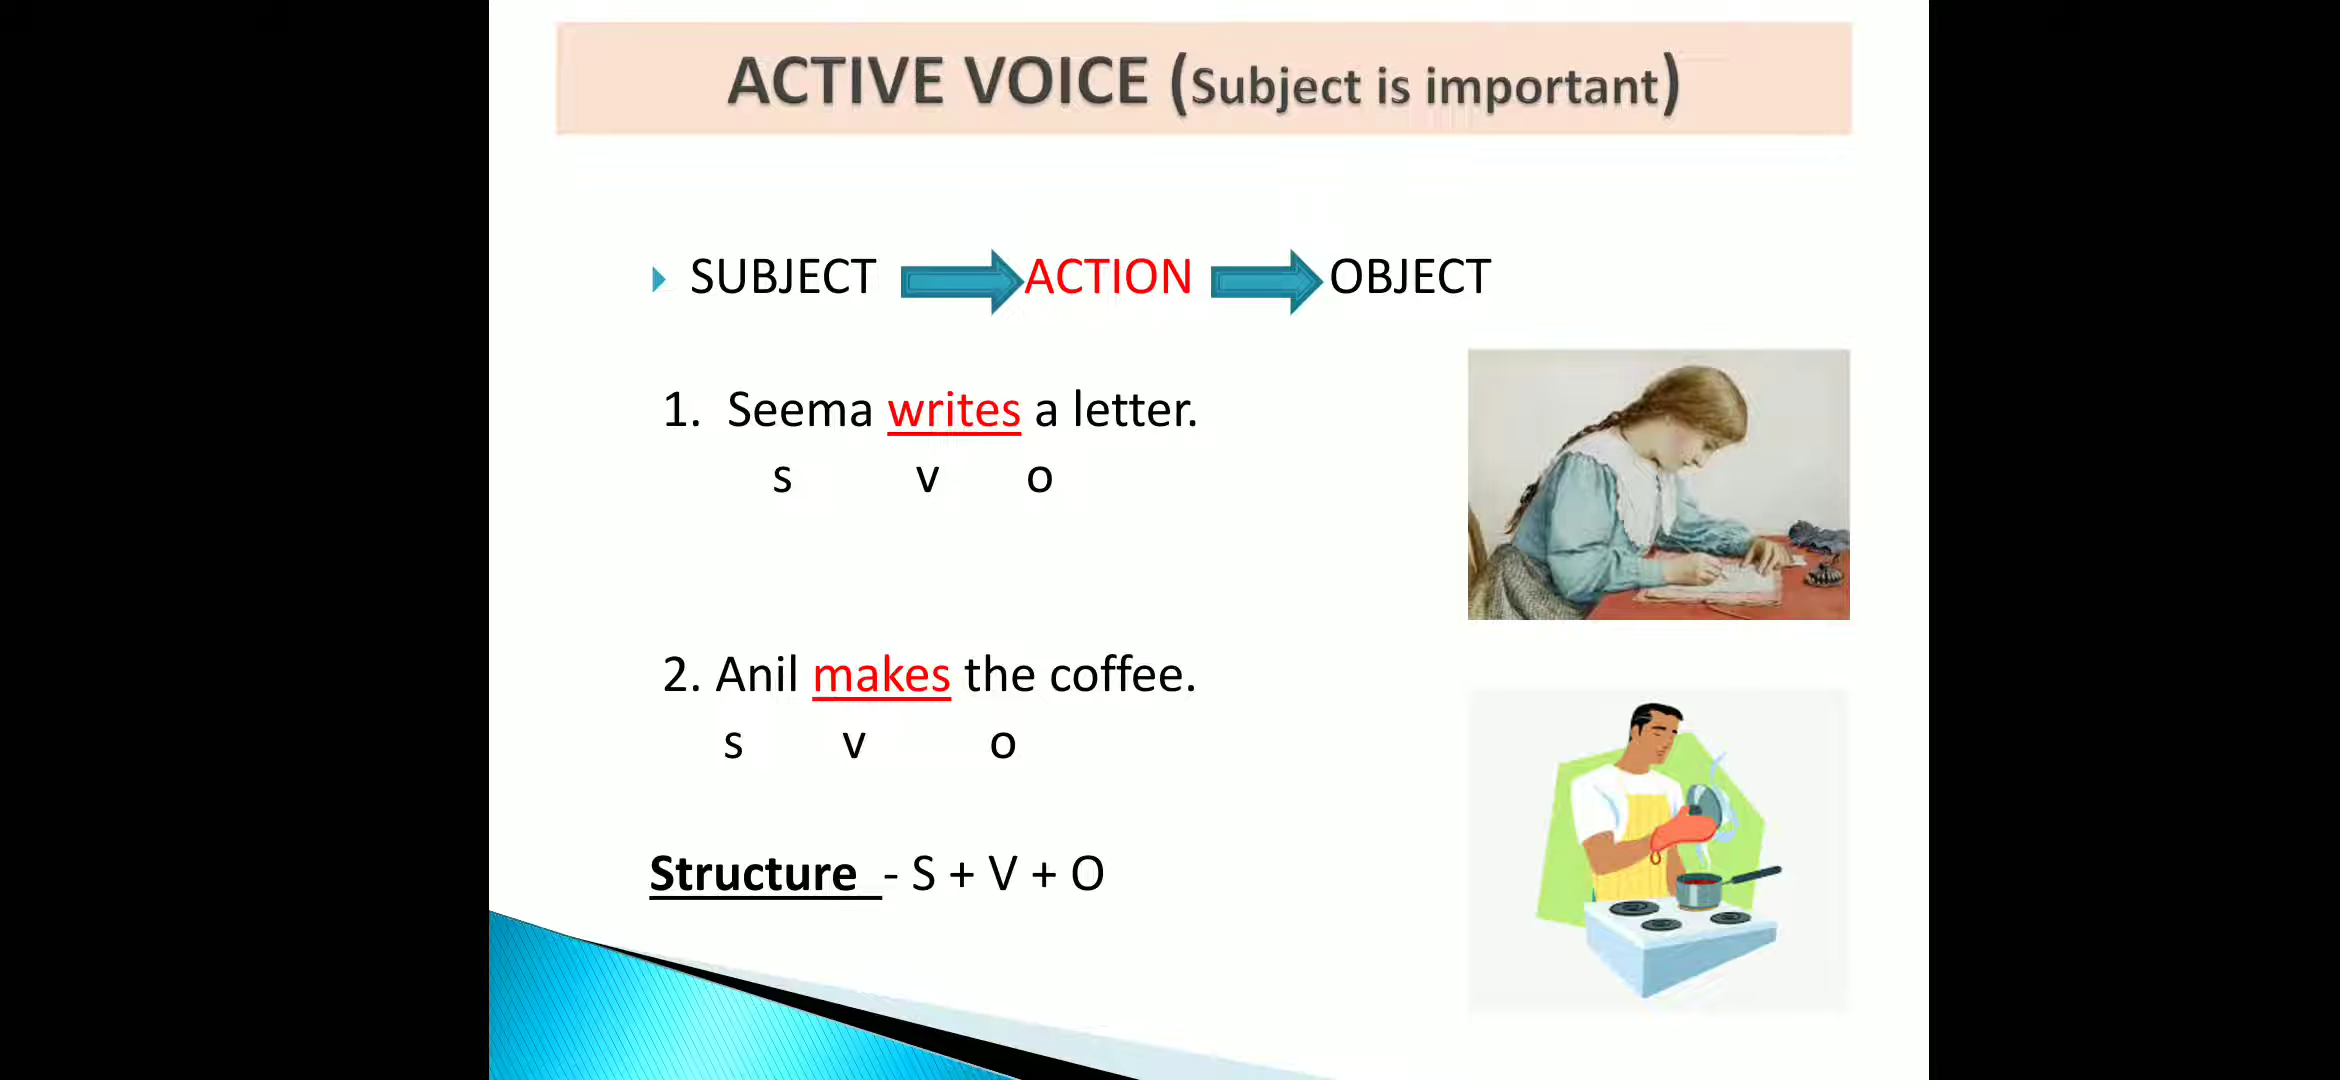 ACTIVE VOICE (Subject is important)
SUBJECT ACTION OBJECT
1. Seema writes a letter.
s v o
2. Anil makes the coffee.
s v o
Structure - S + V + O